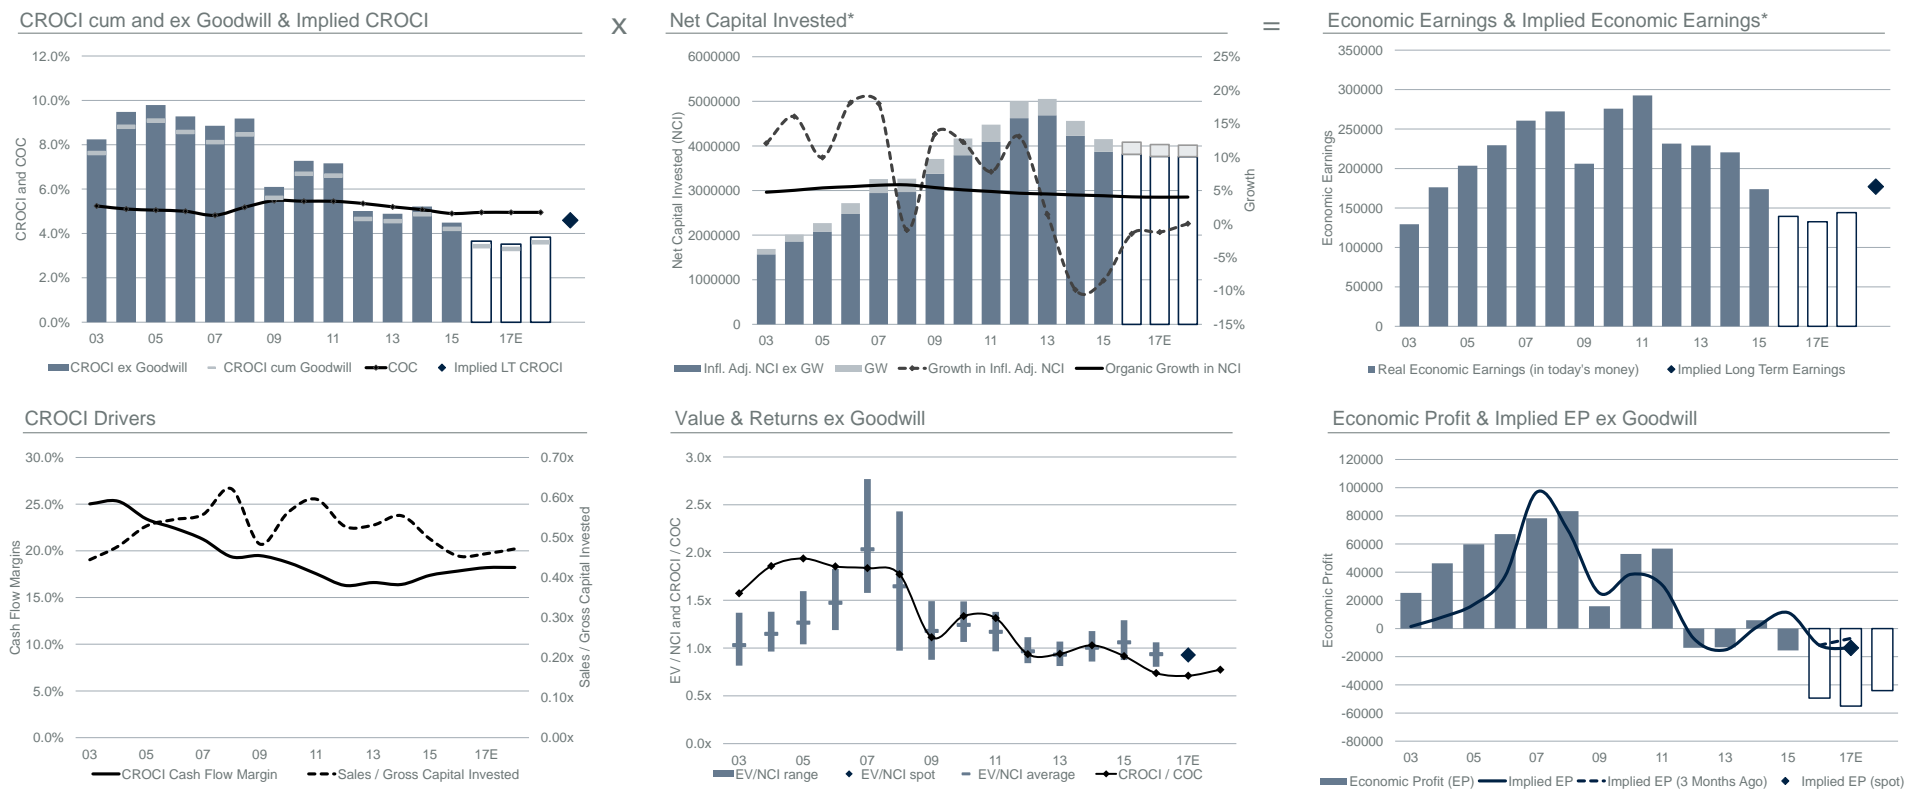 CROCI cum and ex Goodwill & Implied CROCI
x
Net Capital Invested*
=
Economic Earnings & Implied Economic Earnings*
CROCI and COC
12.0%
10.0%
8.0%
6.0%
4.0%
2.0%
0.0%
03 05 07 09 11 13 15 17E
CROCI ex Goodwill CROCI cum Goodwill COC Implied LT CROCI
Net Capital Invested (NCI)
6000000
5000000
4000000
3000000
2000000
1000000
0
25%
20%
15%
10%
5%
0%
-5%
-10%
-15%
Growth
03 05 07 09 11 13 15 17E
Infl. Adj. NCI ex GW GW Growth in Infl. Adj. NCI Organic Growth in NCI
Economic Earnings
350000
300000
250000
200000
150000
100000
50000
0
03 05 07 09 11 13 15 17E
Real Economic Earnings (in today's money) Implied Long Term Earnings
CROCI Drivers
Cash Flow Margins
30.0%
25.0%
20.0%
15.0%
10.0%
5.0%
0.0%
0.70x
0.60x
0.50x
0.40x
0.30x
0.20x
0.10x
0.00x
Sales / Gross Capital Invested
03 05 07 09 11 13 15 17E
CROCI Cash Flow Margin Sales / Gross Capital Invested
Value & Returns ex Goodwill
EV / NCI and CROCI / COC
3.0x
2.5x
2.0x
1.5x
1.0x
0.5x
0.0x
03 05 07 09 11 13 15 17E
EV/NCI range EV/NCI spot EV/NCI average CROCI / COC
Economic Profit & Implied EP ex Goodwill
Economic Profit
120000
100000
80000
60000
40000
20000
0
-20000
-40000
-60000
-80000
03 05 07 09 11 13 15 17E
Economic Profit (EP) Implied EP Implied EP (3 Months Ago) Implied EP (spot)